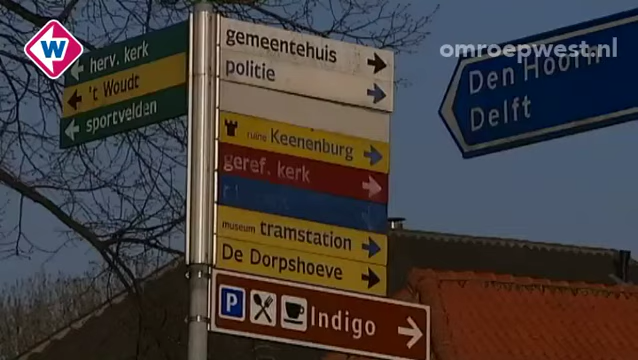 W
omroepwest.nl
herv. kerk
't Woudt
sportvelden
gemeentehuis
politie
ruine Keenenburg
geref. kerk
museum tramstation
De Dorpshoeve
P Indigo
Den Hoorn
Delft